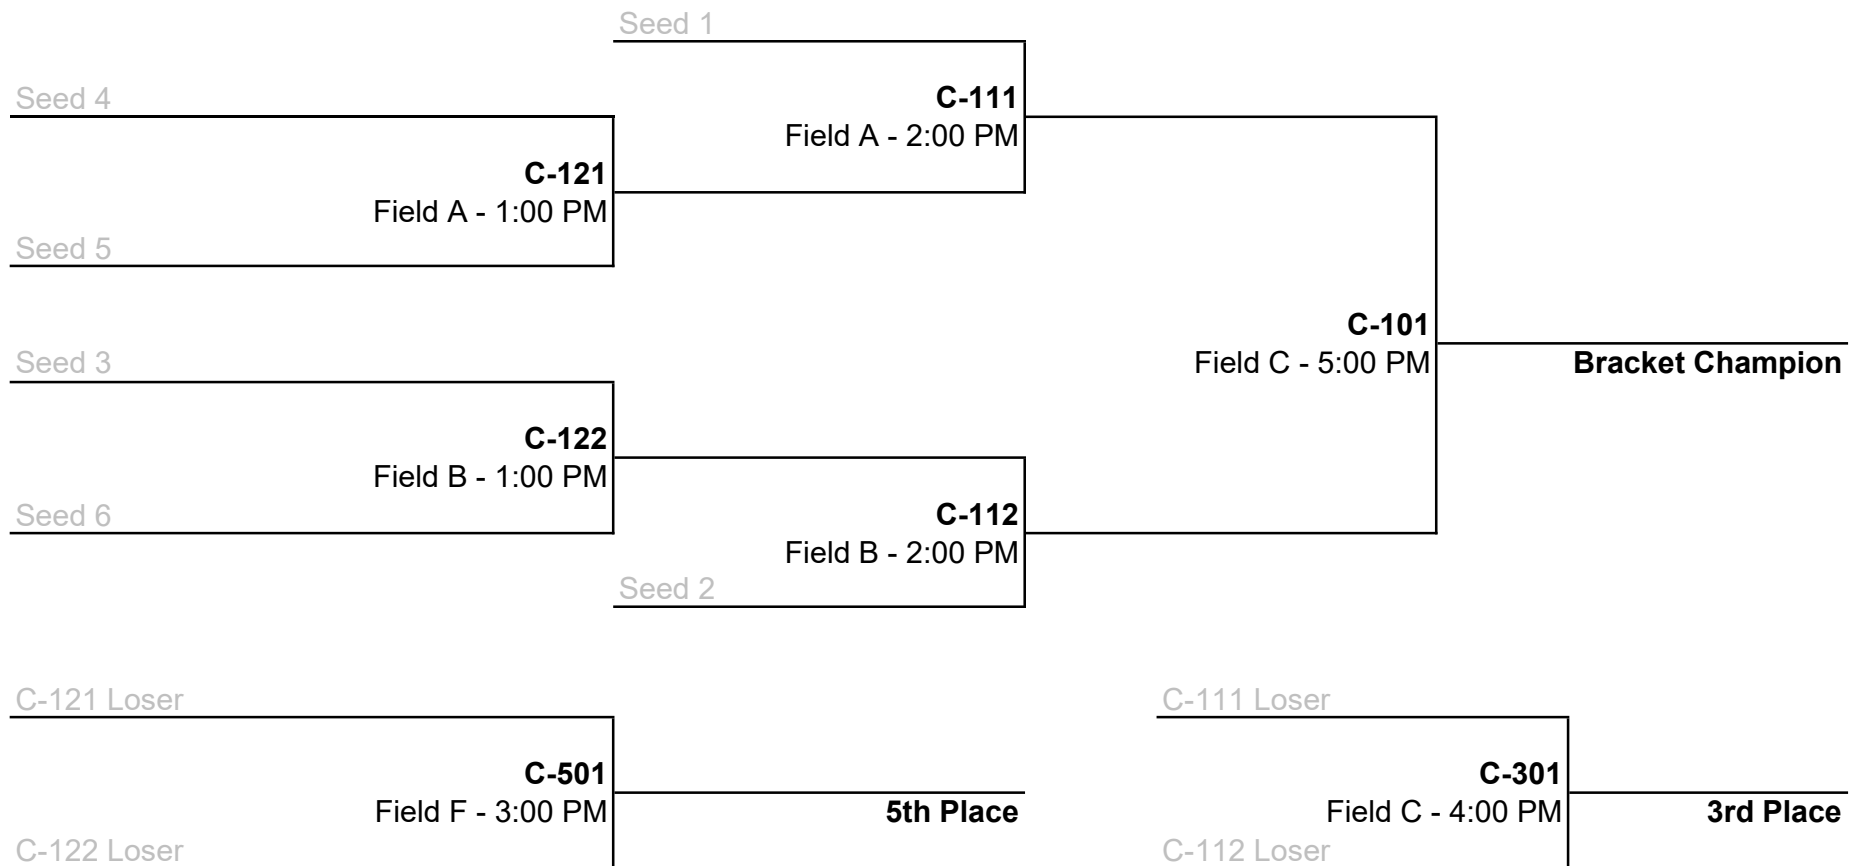 Seed 1
Seed 4
C-111
Field A - 2:00 PM
C-121
Field A - 1:00 PM
Seed 5
C-101
Field C - 5:00 PM
Bracket Champion
Seed 3
C-122
Field B - 1:00 PM
Seed 6
C-112
Field B - 2:00 PM
Seed 2
C-121 Loser
C-501
Field F - 3:00 PM
5th Place
C-122 Loser
C-111 Loser
C-301
Field C - 4:00 PM
3rd Place
C-112 Loser